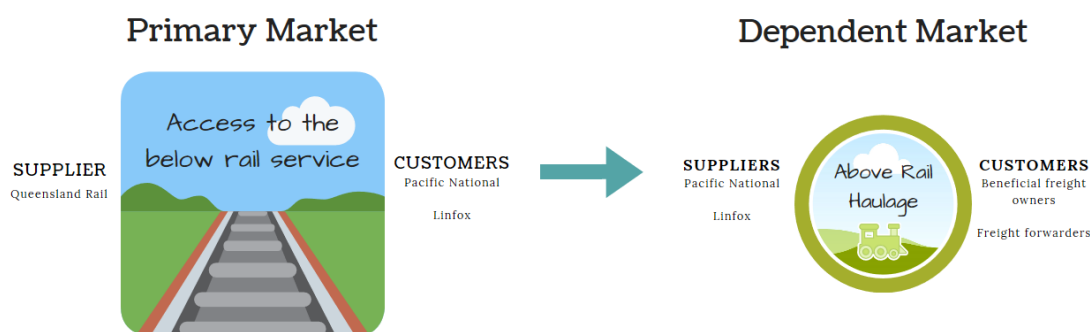 Primary Market
Dependent Market
Access to the
below rail service
SUPPLIER
Queensland Rail
CUSTOMERS
Pacific National
Linfox
SUPPLIERS
Pacific National
Linfox
Above Rail
Haulage
CUSTOMERS
Beneficial freight
owners
Freight forwarders